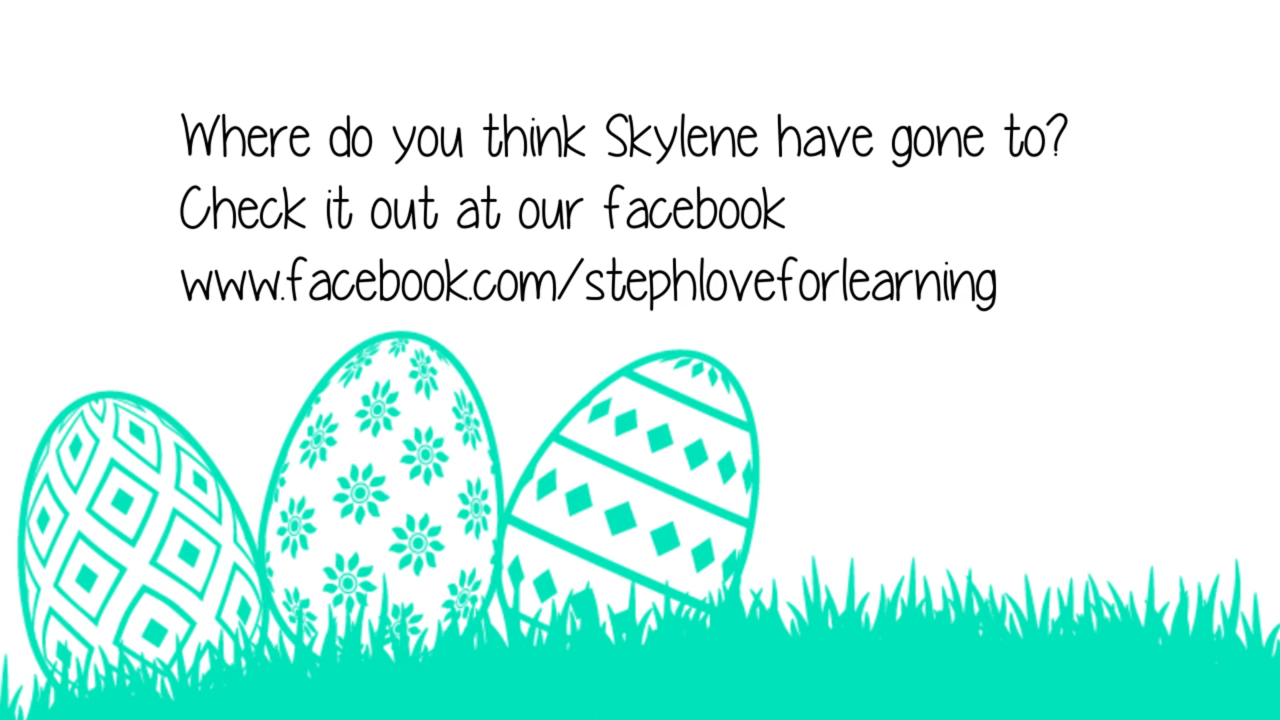 Where do you think Skylene have gone to?
Check it out at our facebook
www.facebook.com/stephloveforlearning